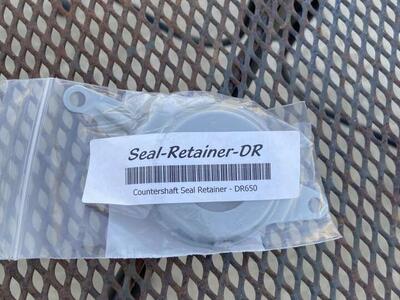 Seal-Retainer-DR
Countershaft Seal Retainer - DR650